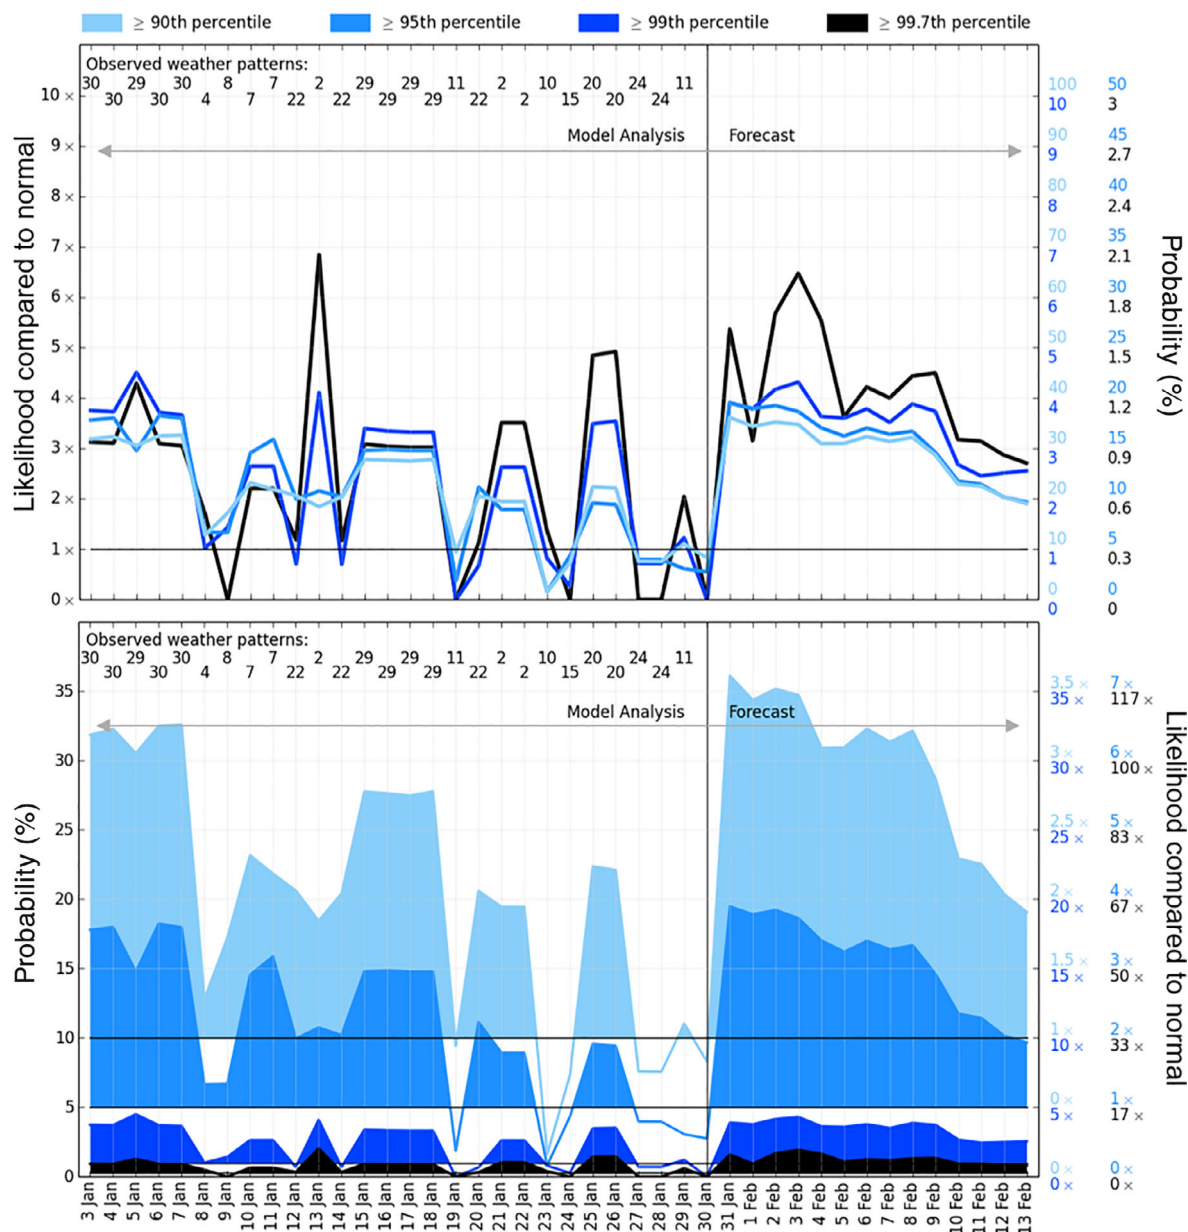 ≥ 90th percentile ≥ 95th percentile ≥ 99th percentile ≥ 99.7th percentile
Observed weather patterns:
30 29 30 8 7 2 29 29 11 2 10 20 24 11
30 30 4 7 22 22 29 29 22 2 15 20 24
Model Analysis Forecast
Likelihood compared to normal
10 ×
9 ×
8 ×
7 ×
6 ×
5 ×
4 ×
3 ×
2 ×
1 ×
0 ×
100 50
10 3
90 45
9 2.7
80 40
8 2.4
70 35
7 2.1
60 30
6 1.8
50 25
5 1.5
40 20
4 1.2
30 15
3 0.9
20 10
2 0.6
10 5
1 0.3
0 0
0 0
Probability (%)
Observed weather patterns:
30 29 30 8 7 2 29 29 11 2 10 20 24 11
30 30 4 7 22 22 29 29 22 2 15 20 24
Model Analysis Forecast
Probability (%)
35
30
25
20
15
10
5
0
3.5 × 7 ×
35 × 117 ×
3 × 6 ×
30 × 100 ×
2.5 × 5 ×
25 × 83 ×
2 × 4 ×
20 × 67 ×
1.5 × 3 ×
15 × 50 ×
1 × 2 ×
10 × 33 ×
0 × 1 ×
5 × 17 ×
0 × 0 ×
0 × 0 ×
Likelihood compared to normal
3 Jan
4 Jan
5 Jan
6 Jan
7 Jan
8 Jan
9 Jan
10 Jan
11 Jan
12 Jan
13 Jan
14 Jan
15 Jan
16 Jan
17 Jan
18 Jan
19 Jan
20 Jan
21 Jan
22 Jan
23 Jan
24 Jan
25 Jan
26 Jan
27 Jan
28 Jan
29 Jan
30 Jan
31 Jan
1 Feb
2 Feb
3 Feb
4 Feb
5 Feb
6 Feb
7 Feb
8 Feb
9 Feb
10 Feb
11 Feb
12 Feb
13 Feb